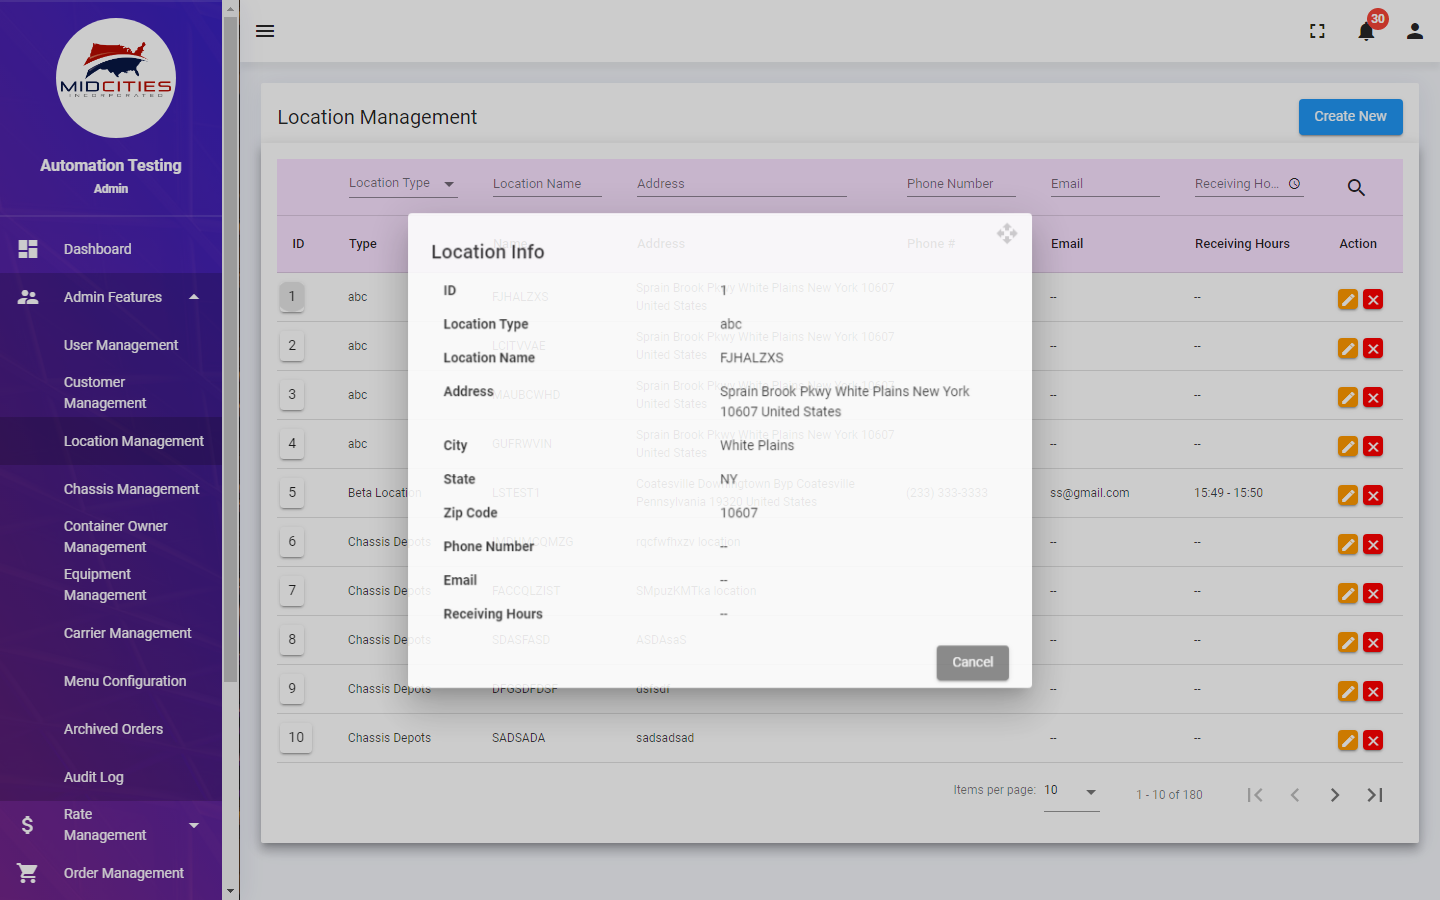 MIDCITIES
INCORPORATED
Automation Testing
Admin
Dashboard
Admin Features
User Management
Customer
Management
Location Management
Chassis Management
Container Owner
Management
Equipment
Management
Carrier Management
Menu Configuration
Archived Orders
Audit Log
Rate
Management
Order Management
30
Location Management
Create New
Location Type Location Name Address Phone Number Email Receiving Ho...
ID Type Name Address Phone # Email Receiving Hours Action
1 abc FJHALZXS Sprain Brook Pkwy White Plains New York 10607
United States -- --
2 abc LCITVVAE Sprain Brook Pkwy White Plains New York 10607
United States -- --
3 abc MAUBCWHD Sprain Brook Pkwy White Plains New York 10607
United States -- --
4 abc GUFRWVIN Sprain Brook Pkwy White Plains New York 10607
United States -- --
5 Beta Location LSTEST1 Coatesville Downingtown Byp Coatesville
Pennsylvania 19320 United States (233) 333-3333 ss@gmail.com 15:49 - 15:50
6 Chassis Depots location -- --
7 Chassis Depots FACCQLZIST SMpuzKMTka location -- --
8 Chassis Depots SDASFASD ASDAsaS -- --
9 Chassis Depots DFGSDFDSF dsfsdf -- --
10 Chassis Depots SADSADA sadsadsad -- --
Items per page: 10 1 - 10 of 180
Location Info
ID 1
Location Type abc
Location Name FJHALZXS
Address Sprain Brook Pkwy White Plains New York
10607 United States
City White Plains
State NY
Zip Code 10607
Phone Number --
Email --
Receiving Hours --
Cancel